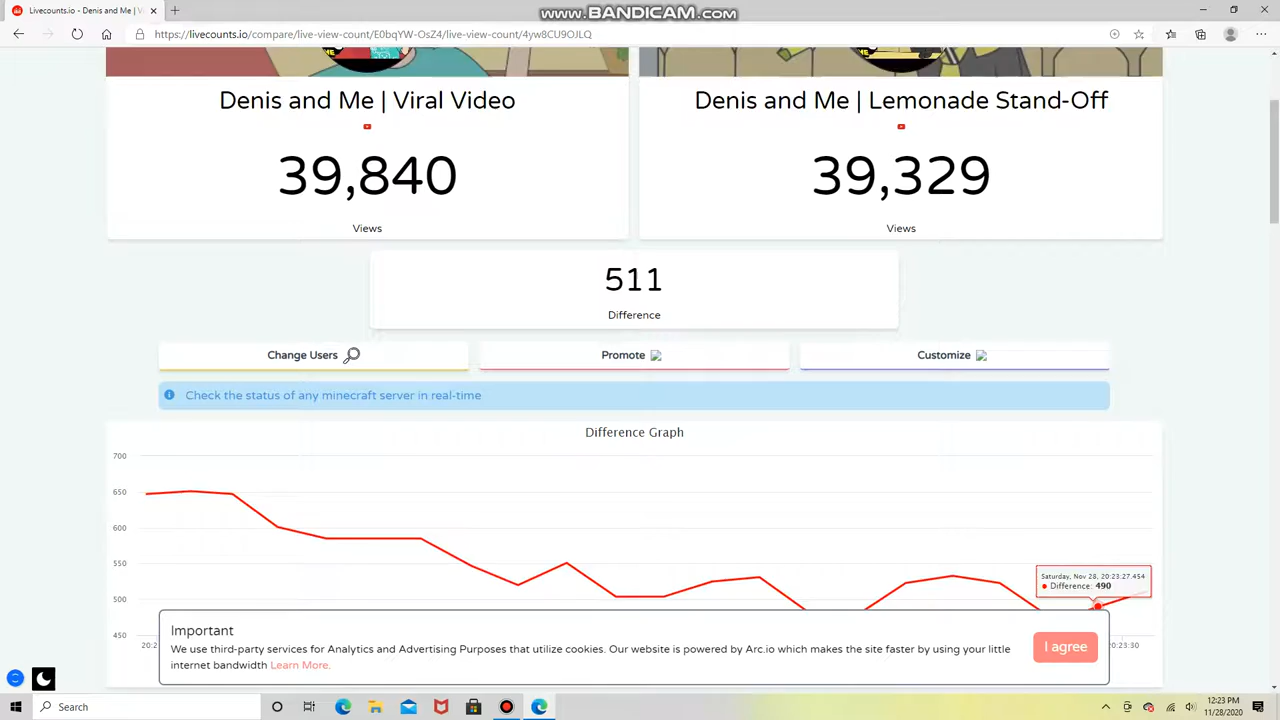 www.BANDICAM.com
Livecounts.io - Denis and Me | V
https://livecounts.io/compare/live-view-count/E0bqYW-OsZ4/live-view-count/4yw8CU9OJLQ
Denis and Me | Viral Video
Denis and Me | Lemonade Stand-Off
39,840
39,329
Views
Views
511
Difference
Change Users
Promote
Customize
Check the status of any minecraft server in real-time
Difference Graph
700
650
600
550
500
450
Saturday, Nov 28, 20:23:27.454
Difference: 490
20:2
20:23:30
Important
We use third-party services for Analytics and Advertising Purposes that utilize cookies. Our website is powered by Arc.io which makes the site faster by using your little
internet bandwidth Learn More.
I agree
Search
12:23 PM
11/28/2020